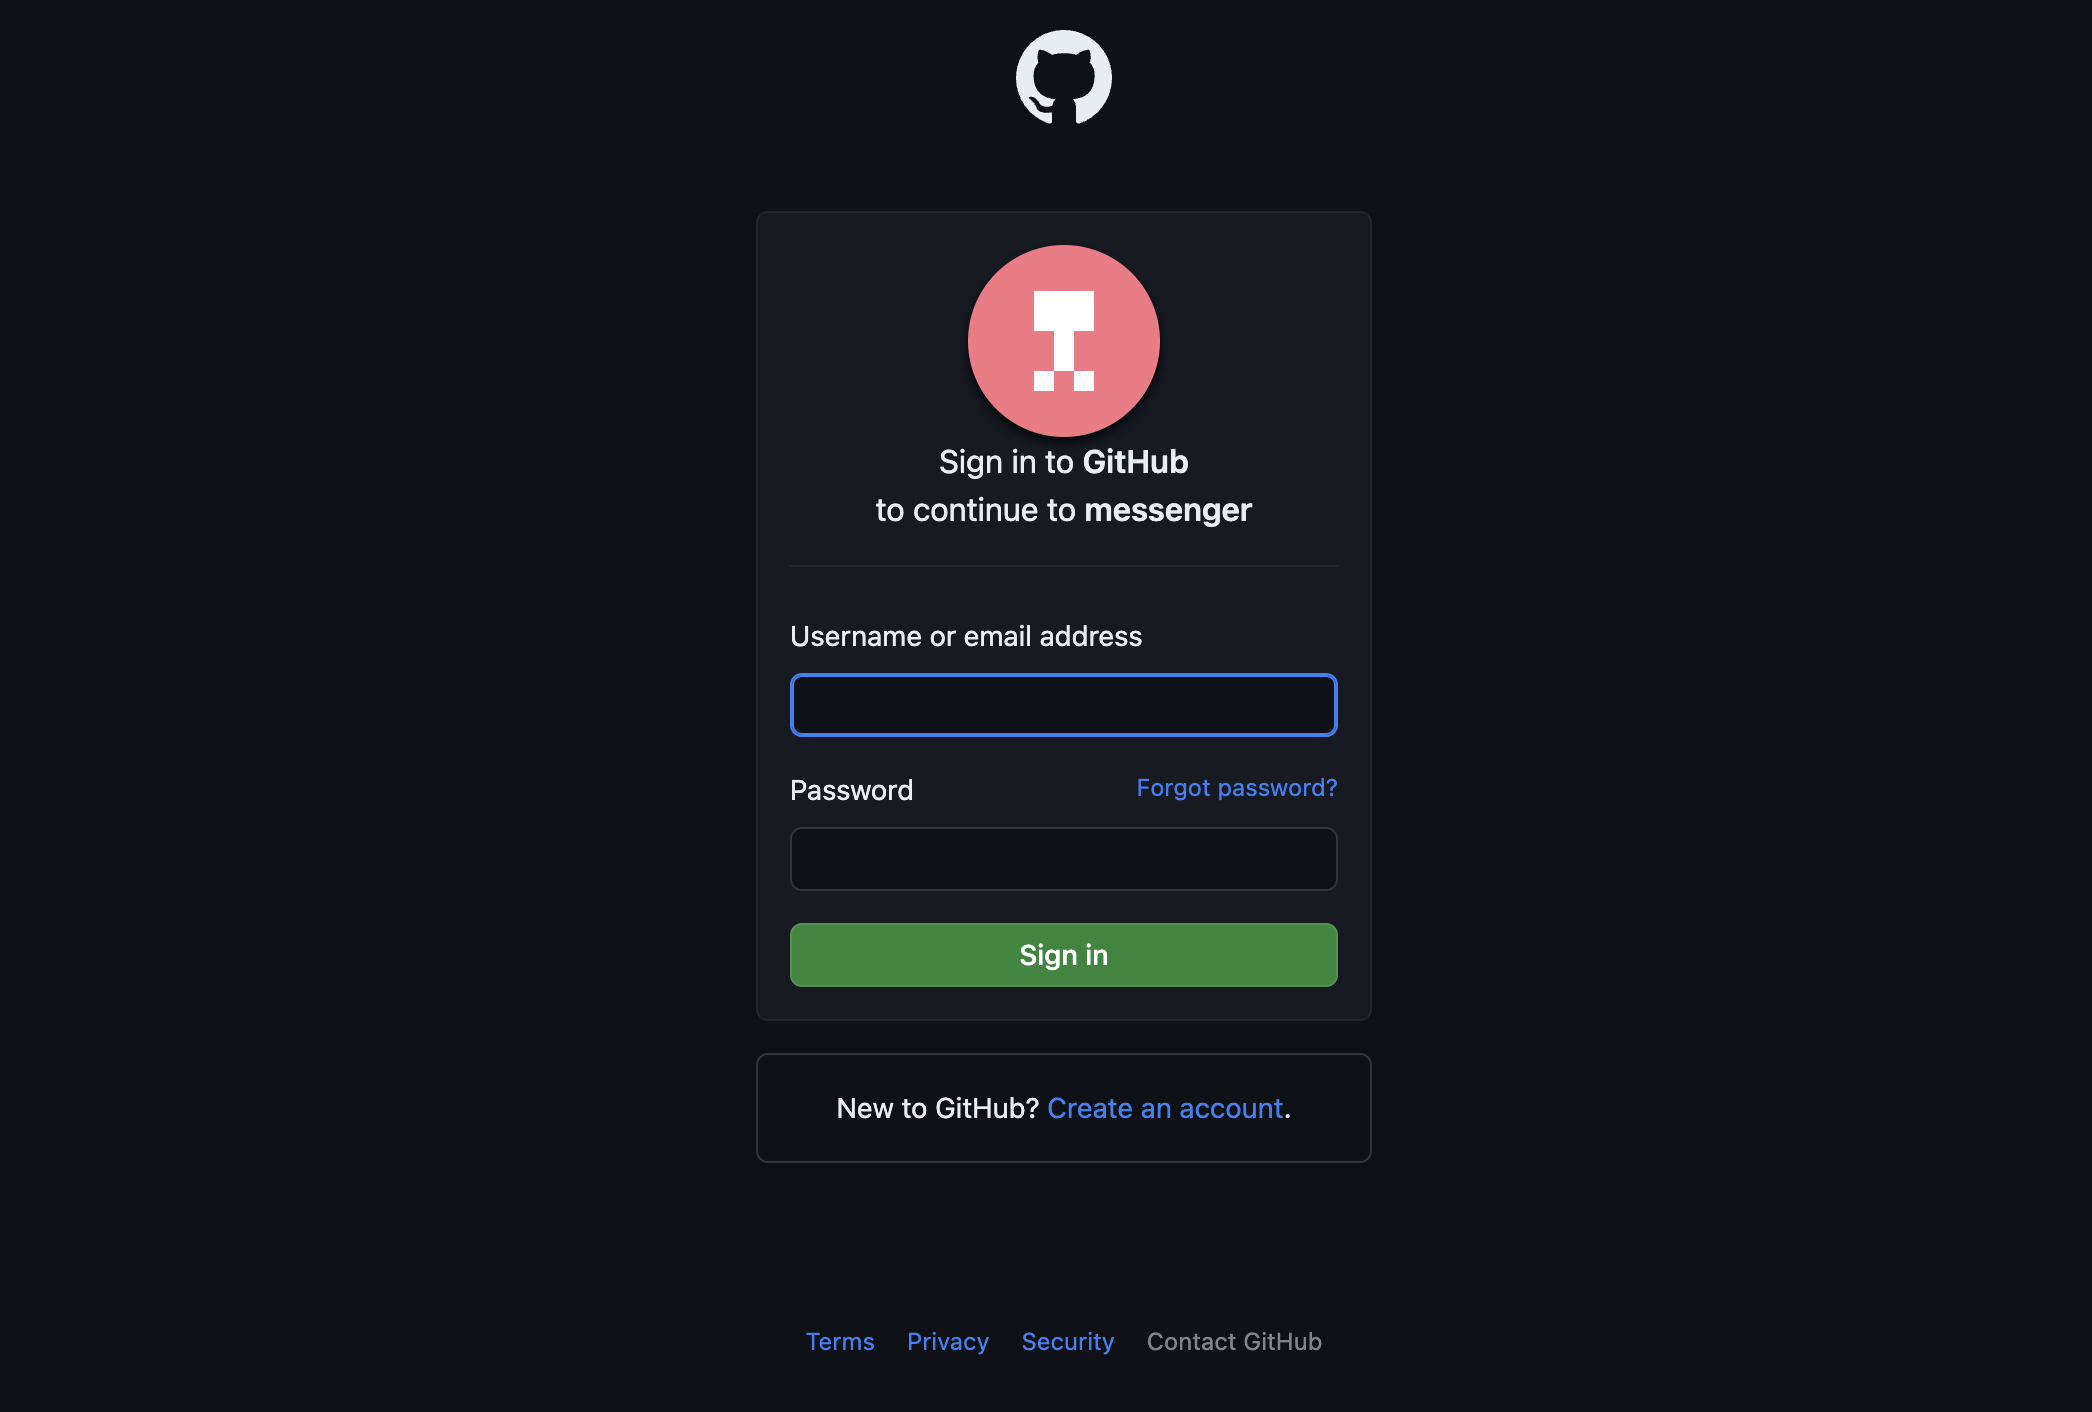 Sign in to GitHub
to continue to messenger
Username or email address
Password Forgot password?
Sign in
New to GitHub? Create an account.
Terms Privacy Security Contact GitHub